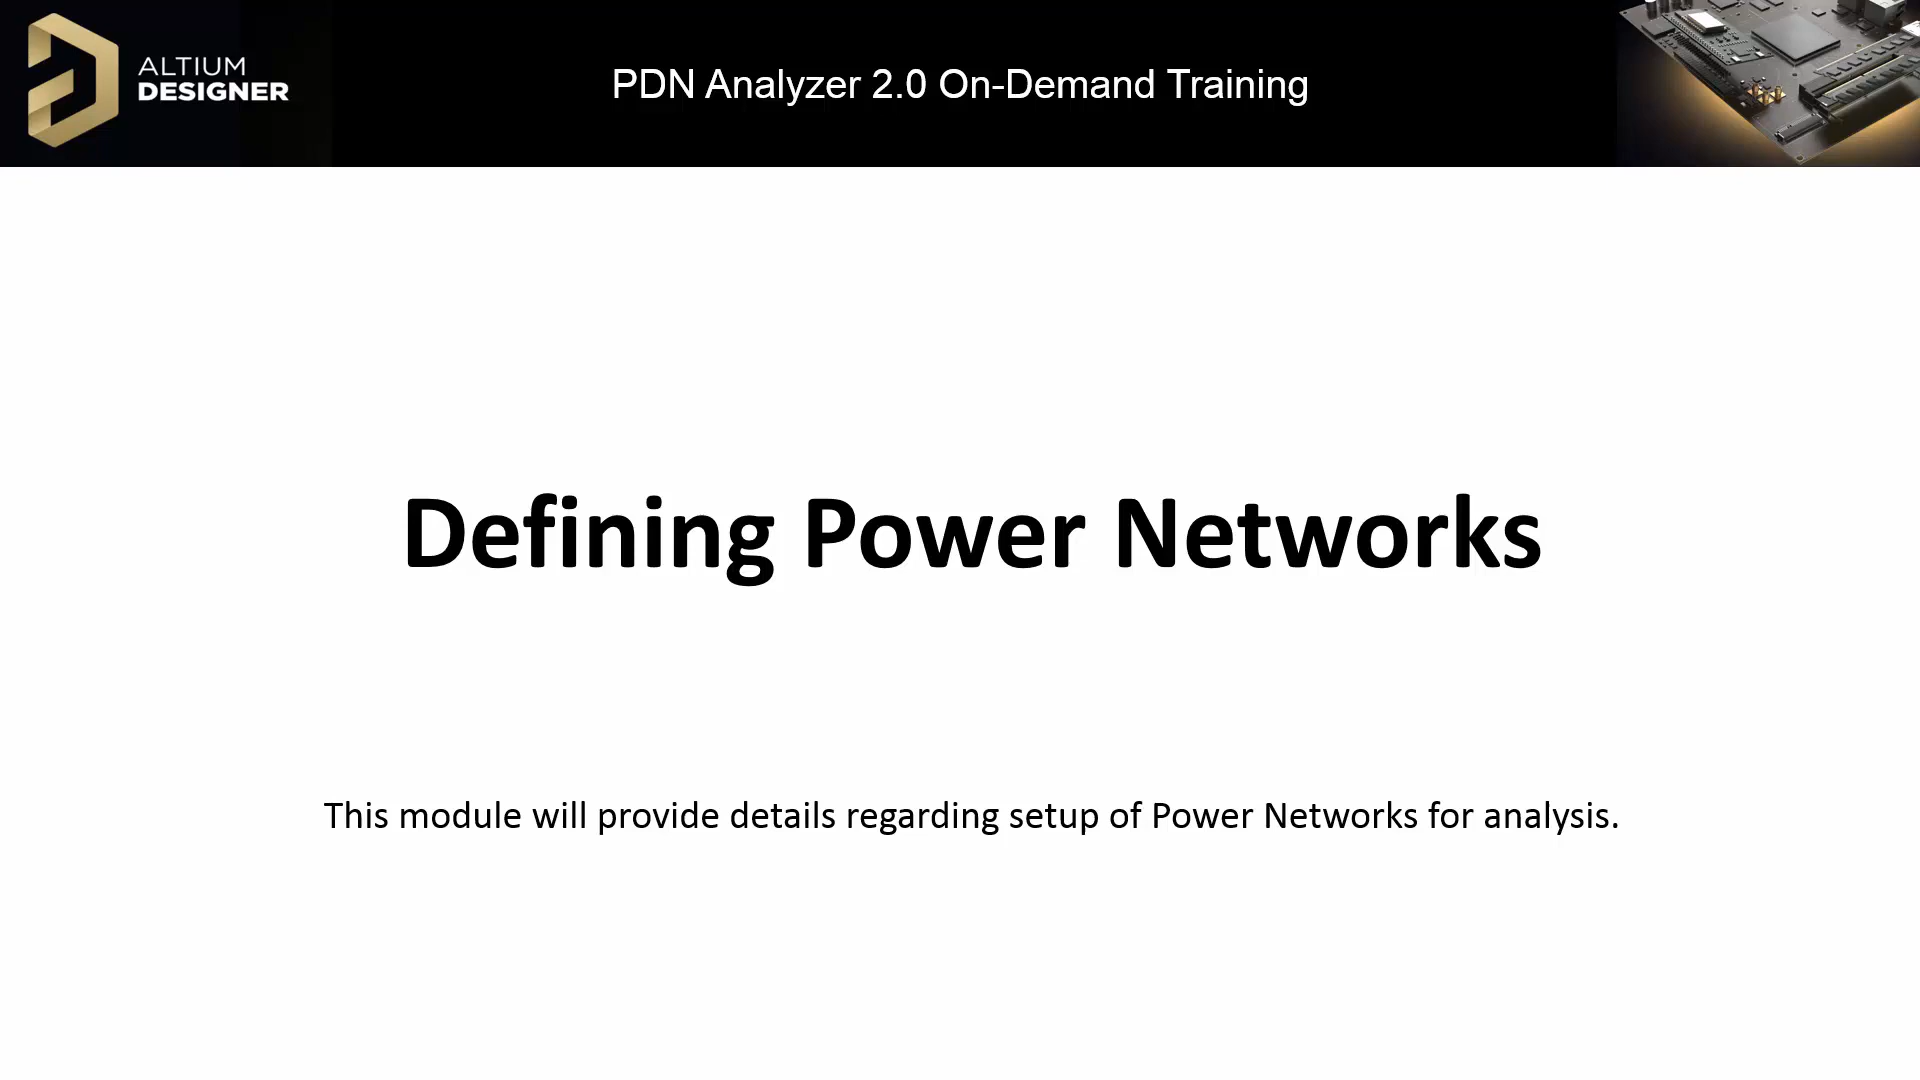 ALTIUM
DESIGNER
PDN Analyzer 2.0 On-Demand Training
Defining Power Networks
This module will provide details regarding setup of Power Networks for analysis.